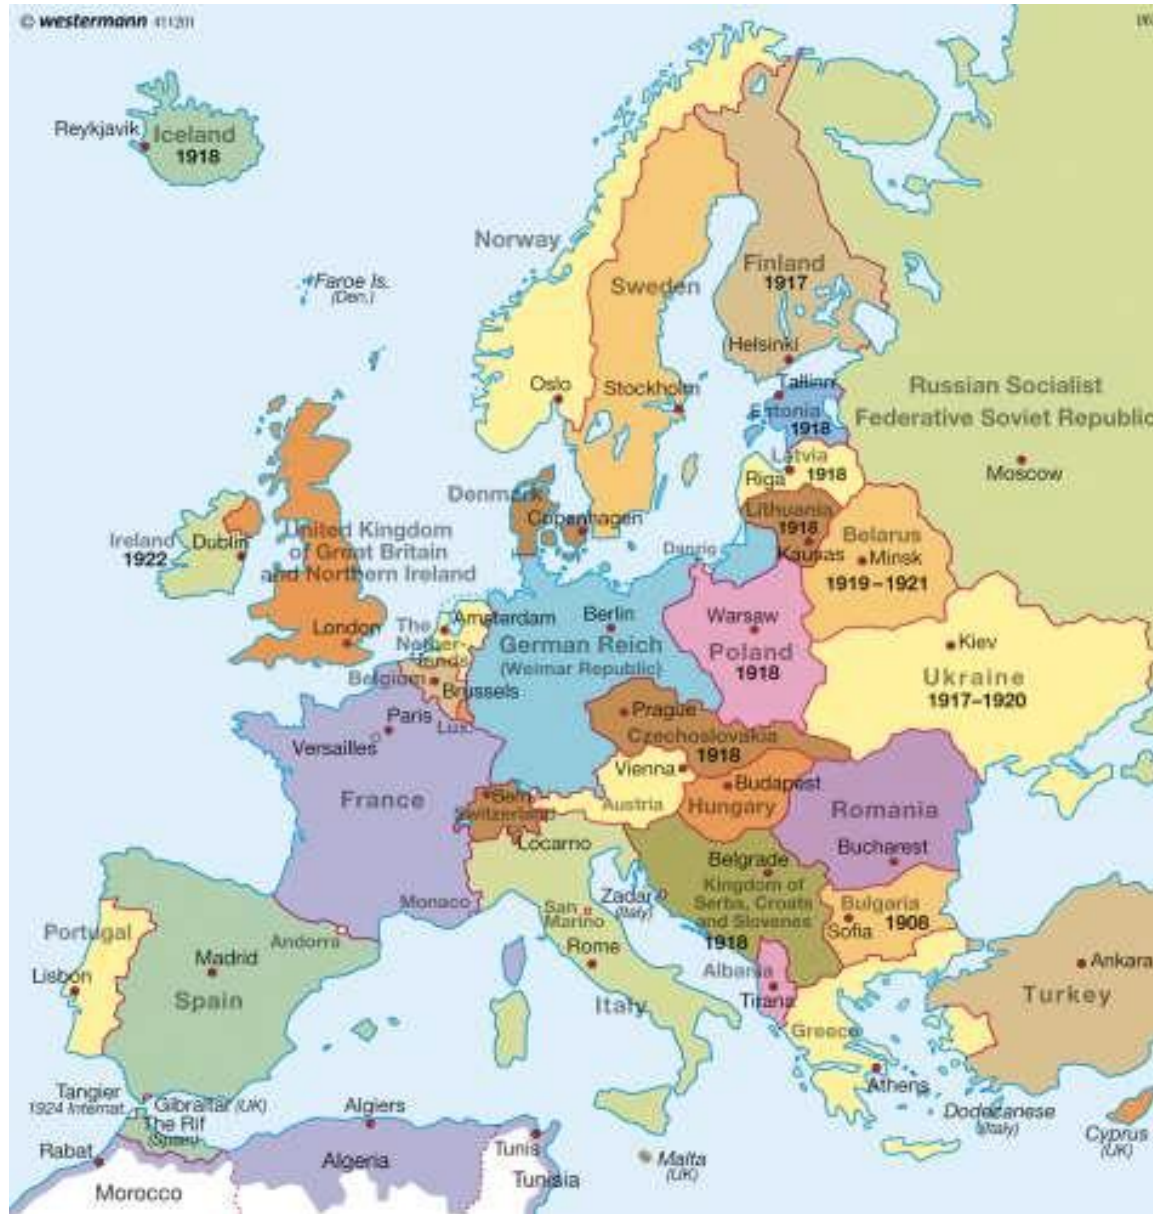 © westermann 411201
Reykjavik
Iceland
1918
Norway
Faroe Is.
(Den.)
Sweden
Finland
1917
Helsinki
Oslo
Stockholm
Tallinn
Estonia
1918
Russian Socialist
Federative Soviet Republic
Moscow
Latvia
Riga
1918
Denmark
Copenhagen
Lithuania
1918
Kausas
Belarus
Minsk
1919–1921
Ireland
1922
Dublin
United Kingdom
of Great Britain
and Northern Ireland
London
Danzig
The
Nether-
lands
Amsterdam
Berlin
German Reich
(Weimar Republic)
Warsaw
Poland
1918
Kiev
Ukraine
1917–1920
Belgium
Brussels
Lux.
Paris
Versailles
France
Prague
Czechoslovakia
1918
Vienna
Austria
Budapest
Hungary
Romania
Bucharest
Bern
Switzerland
Locarno
Belgrade
Kingdom of
Serbs, Croats
and Slovenes
1918
Zadar
(Italy)
Monaco
San
Marino
Rome
Italy
Bulgaria
1908
Sofia
Albania
Tirana
Portugal
Lisbon
Andorra
Madrid
Spain
Ankara
Turkey
Greece
Athens
Dodecanese
(Italy)
Cyprus
(UK)
Tangier
1924 Internat.
Gibraltar (UK)
The Rif
(Spain)
Rabat
Morocco
Algiers
Algeria
Tunis
Tunisia
Malta
(UK)